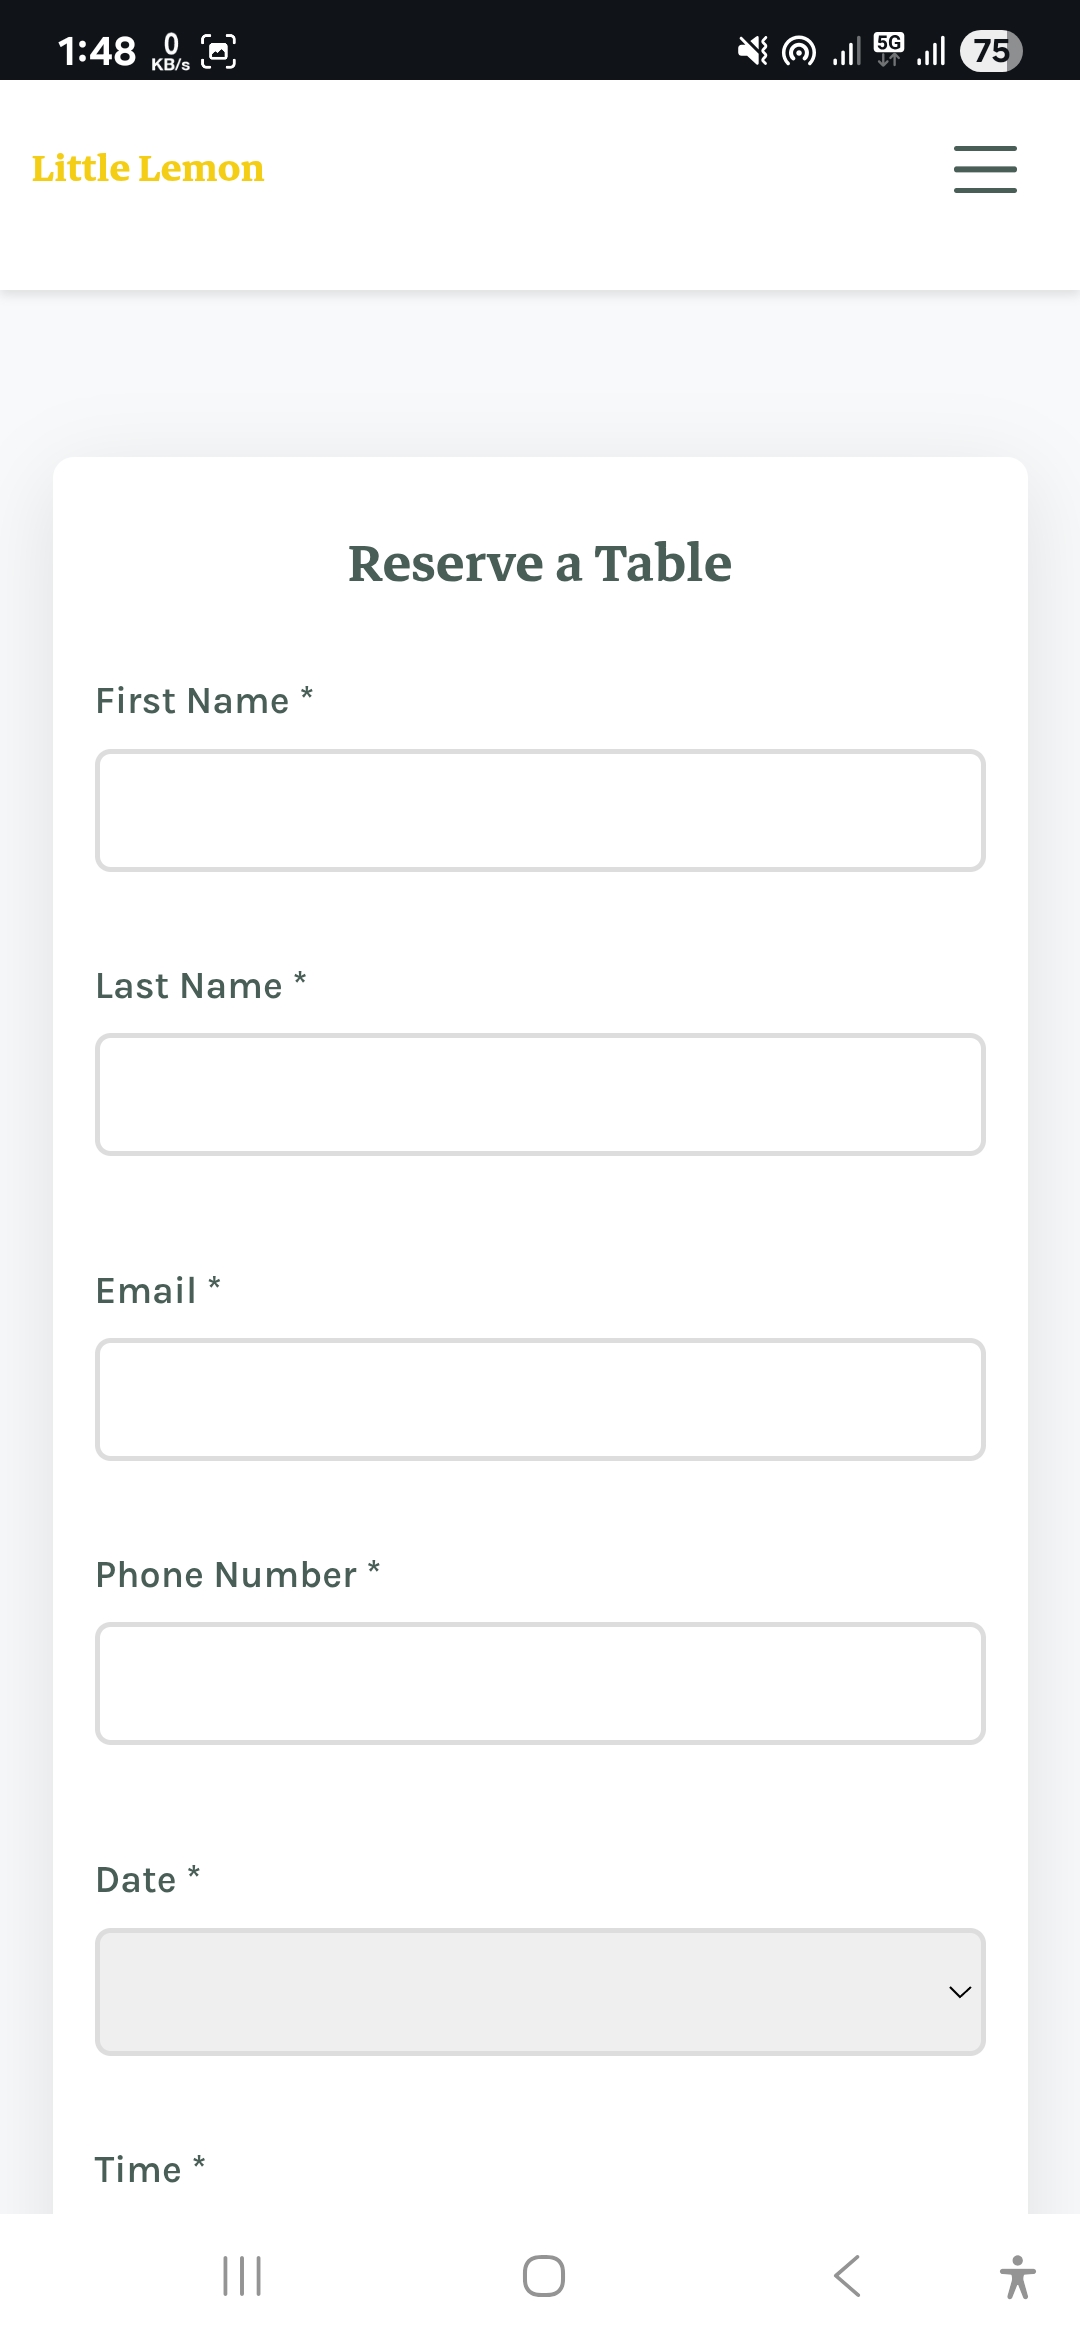 1:48 0 KB/s 5G 75
Little Lemon
Reserve a Table
First Name *
Last Name *
Email *
Phone Number *
Date *
Time *